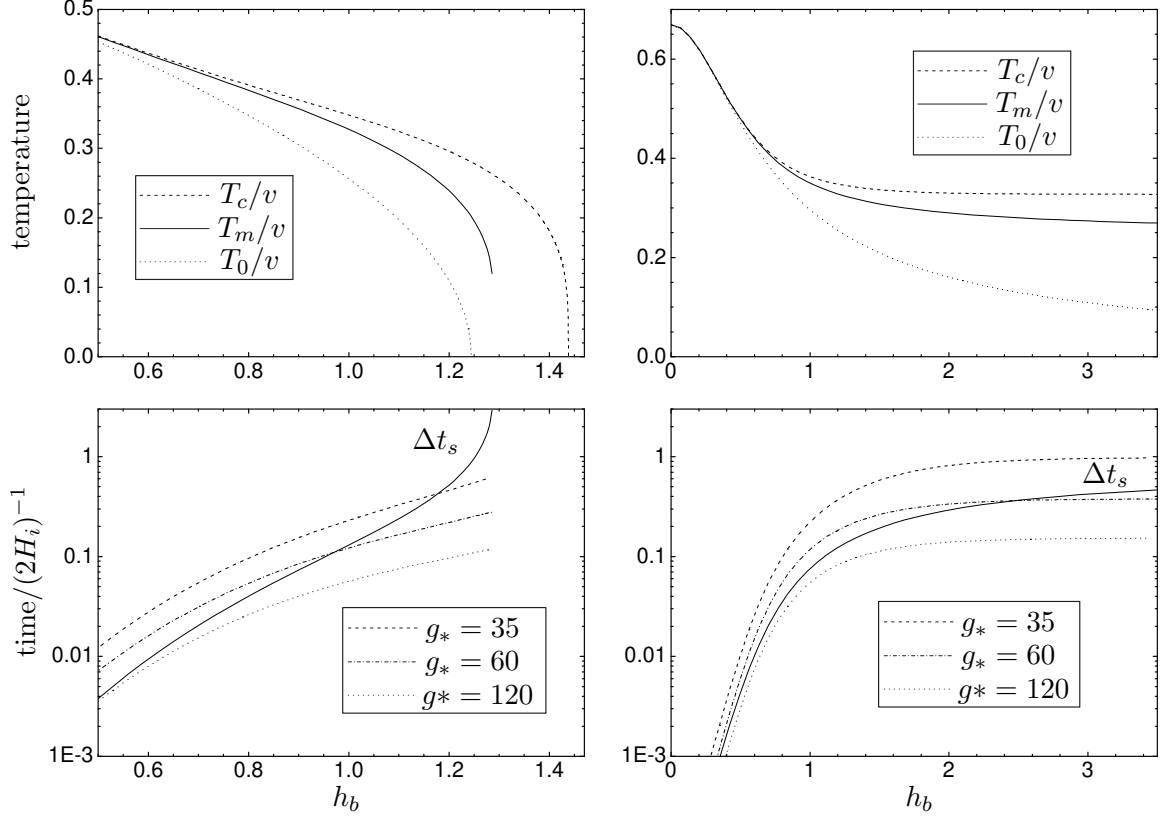 0.5
0.4
0.3
0.2
0.1
0.0
temperature
T_c/v
T_m/v
T_0/v
0.6 0.8 1.0 1.2 1.4
0.6
0.4
0.2
0.0
T_c/v
T_m/v
T_0/v
0 1 2 3
1
0.1
0.01
1E-3
time/(2H_i)^{-1}
Δt_s
g_* = 35
g_* = 60
g* = 120
0.6 0.8 1.0 1.2 1.4
h_b
1
0.1
0.01
1E-3
Δt_s
g_* = 35
g_* = 60
g* = 120
0 1 2 3
h_b